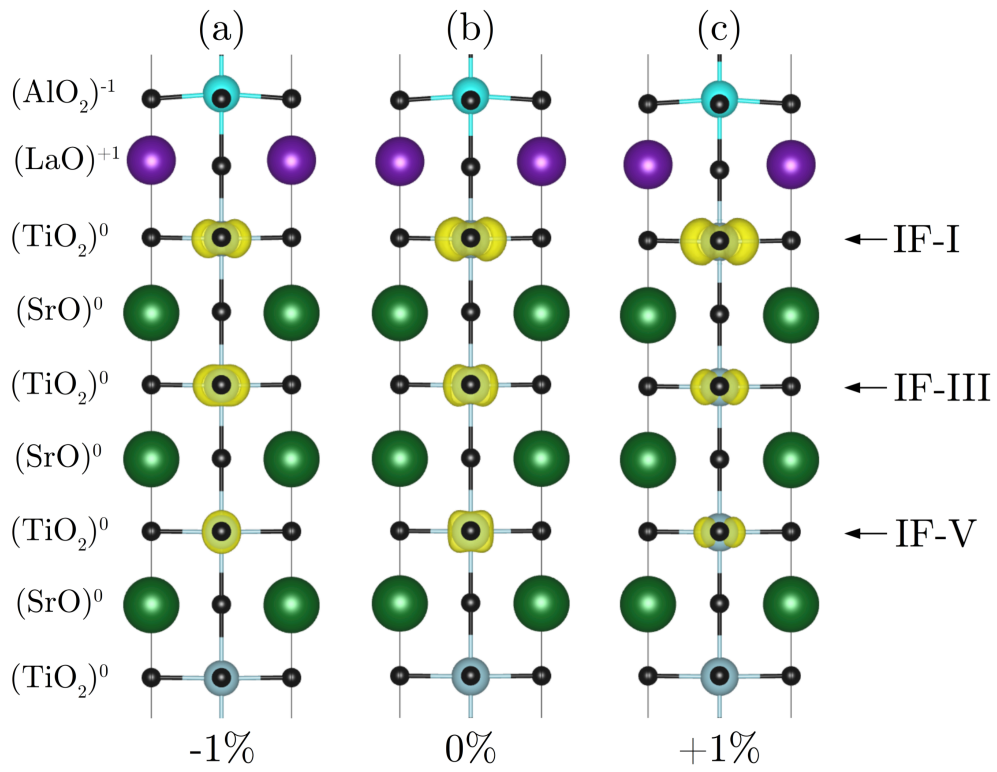 (a) (b) (c)
(AlO₂)⁻¹
(LaO)⁺¹
(TiO₂)⁰ IF-I
(SrO)⁰
(TiO₂)⁰ IF-III
(SrO)⁰
(TiO₂)⁰ IF-V
(SrO)⁰
(TiO₂)⁰
-1% 0% +1%